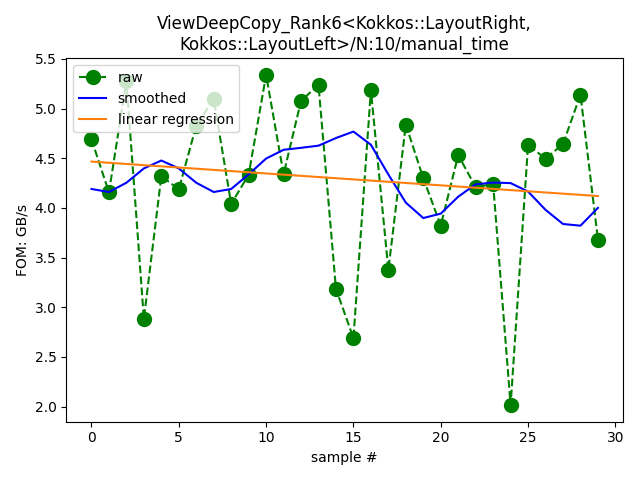 ViewDeepCopy_Rank6<Kokkos::LayoutRight,
Kokkos::LayoutLeft>/N:10/manual_time
raw
smoothed
linear regression
FOM: GB/s
5.5
5.0
4.5
4.0
3.5
3.0
2.5
2.0
0
5
10
15
20
25
30
sample #